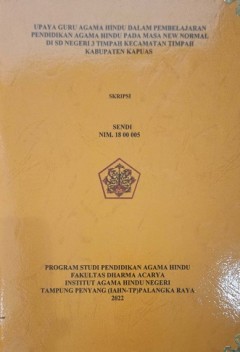 UPAYA GURU AGAMA HINDU DALAM PEMBELAJARAN
PENDIDIKAN AGAMA HINDU PADA MASA NEW NORMAL
DI SD NEGERI 3 TIMPAH KECAMATAN TIMPAH
KABUPATEN KAPUAS
SKRIPSI
SENDI
NIM. 18 00 005
PROGRAM STUDI PENDIDIKAN AGAMA HINDU
FAKULTAS DHARMA ACARYA
INSTITUT AGAMA HINDU NEGERI
TAMPUNG PENYANG (IAHN-TP)PALANGKA RAYA
2022